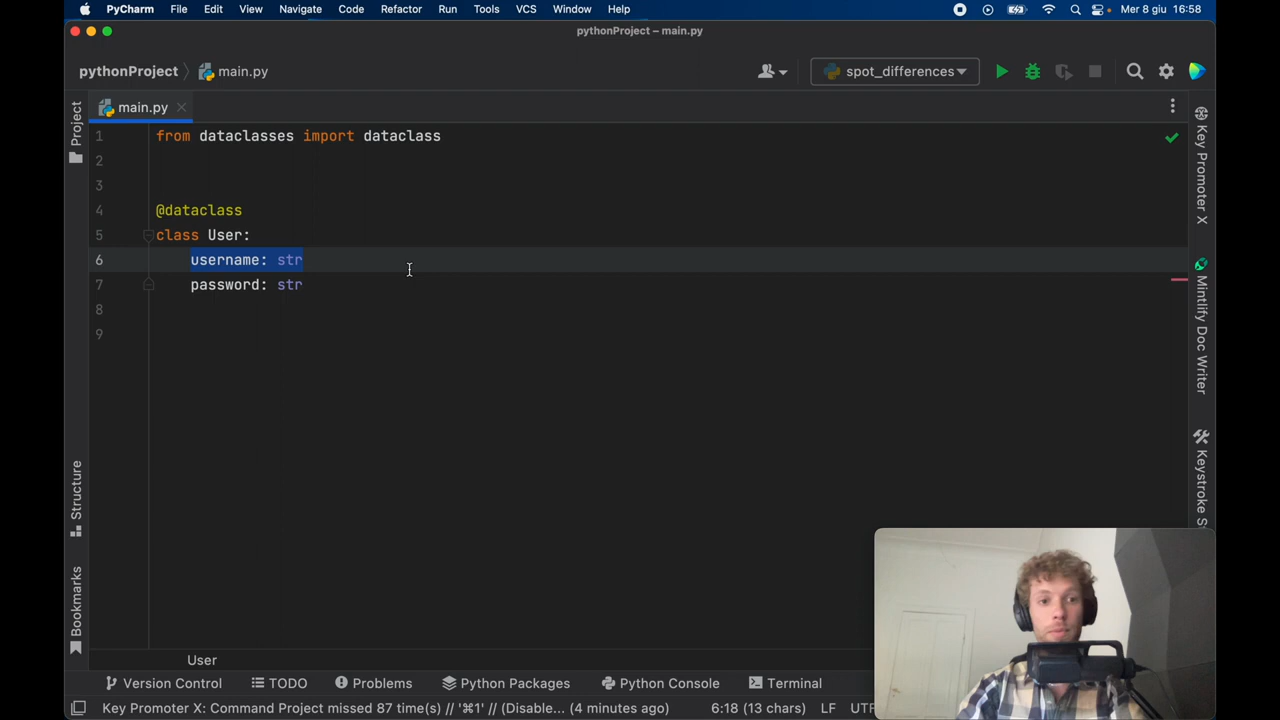 PyCharm File Edit View Navigate Code Refactor Run Tools VCS Window Help Mer 8 giu 16:58
pythonProject – main.py
pythonProject main.py spot_differences
main.py
1 from dataclasses import dataclass
2
3
4 @dataclass
5 class User:
6 username: str
7 password: str
8
9
Project
Structure
Bookmarks
Key Promoter X
Mintlify Doc Writer
Keystroke S
User
Version Control TODO Problems Python Packages Python Console Terminal
Key Promoter X: Command Project missed 87 time(s) // '⌘1' // (Disable... (4 minutes ago) 6:18 (13 chars) LF UTF